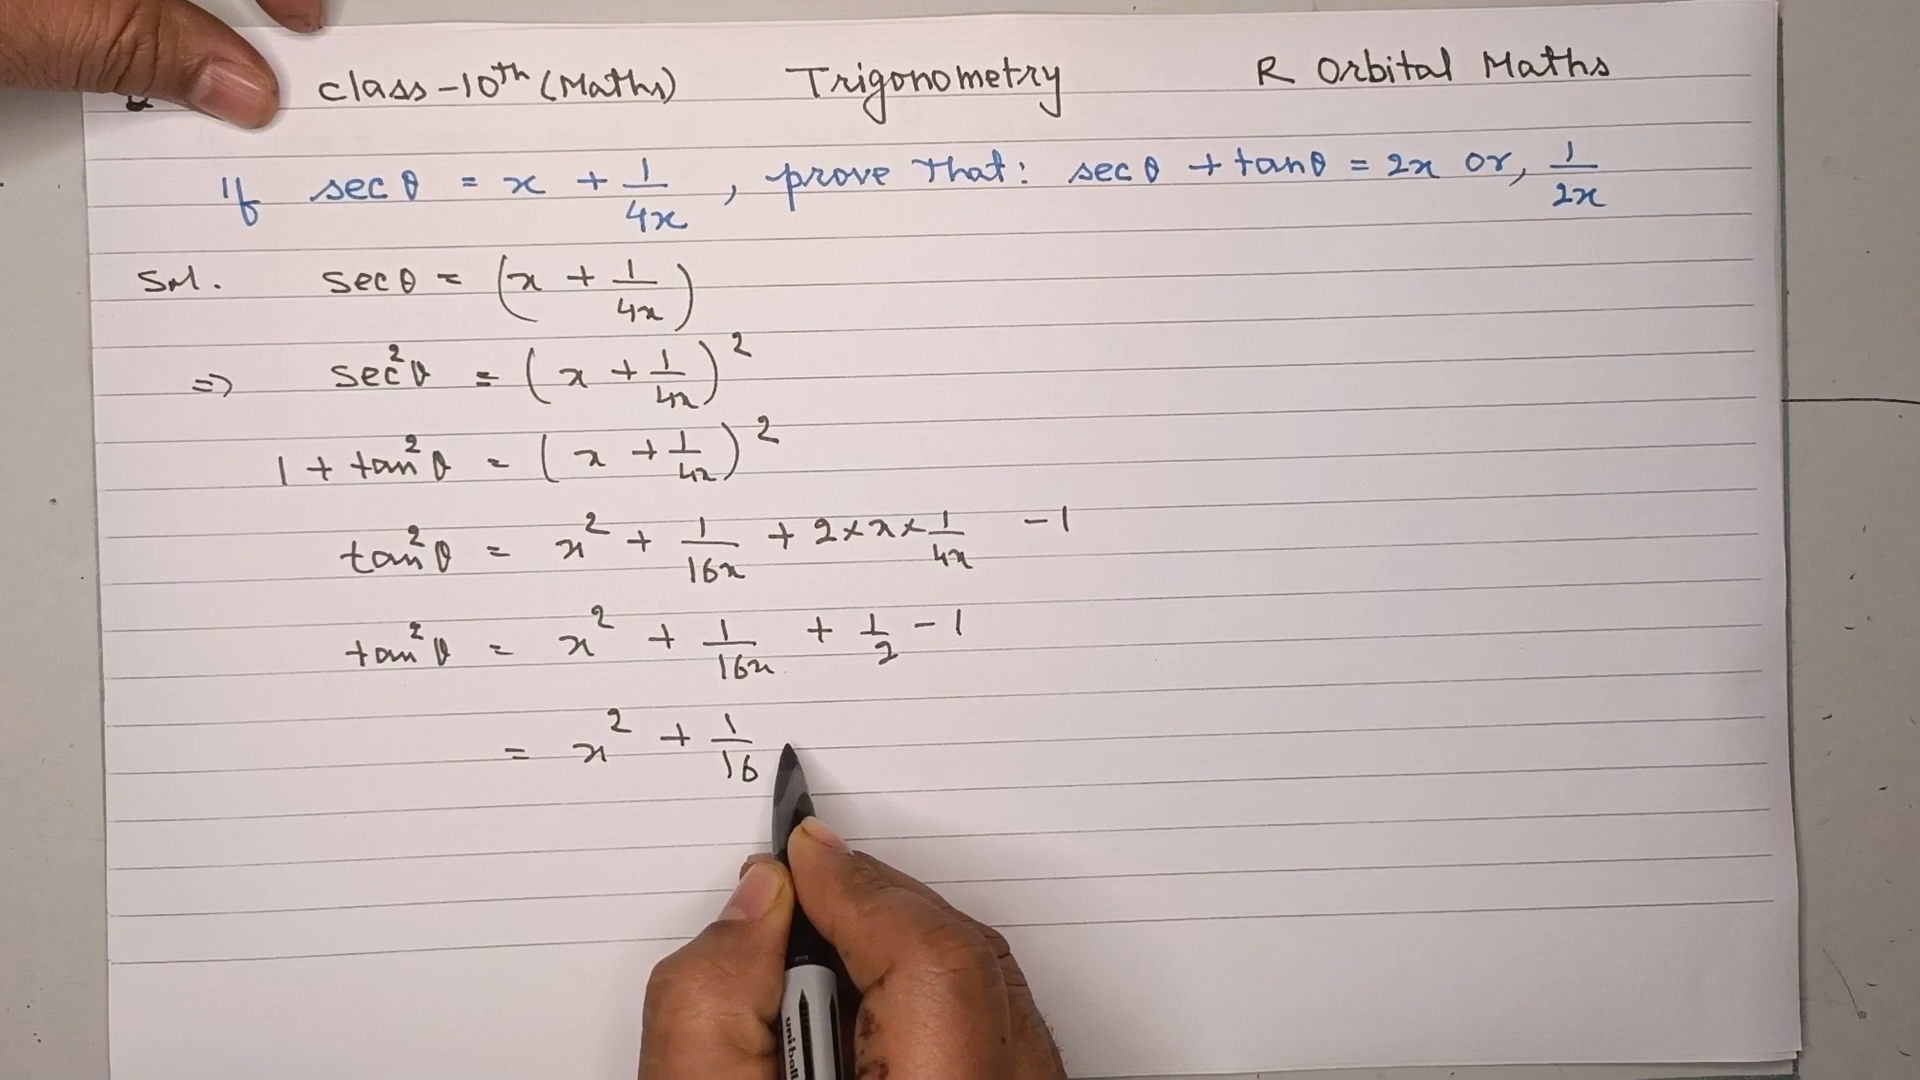 class-10th (Maths) Trigonometry R Orbital Maths
If sec θ = x + 1/4x , prove that: sec θ + tan θ = 2x or, 1/2x
Sol. sec θ = (x + 1/4x)
=> sec²θ = (x + 1/4x)²
1 + tan²θ = (x + 1/4x)²
tan²θ = x² + 1/16x + 2×x×1/4x -1
tan²θ = x² + 1/16x + 1/2 - 1
= x² + 1/16
uni ball